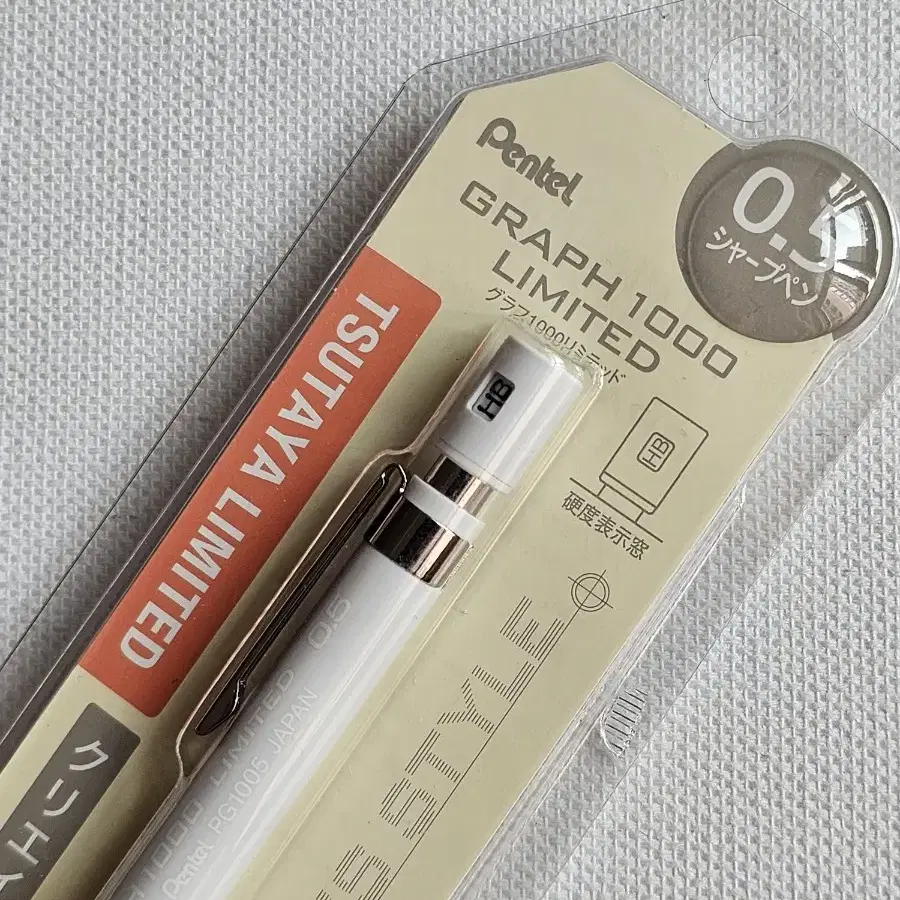 Pentel
GRAPH 1000
LIMITED
グラフ1000リミテッド
0.5
シャープペン
HB
HB
硬度表示窓
TSUTAYA LIMITED
STYLE
1000 LIMITED 0.5
Pentel PG1005 JAPAN
クリ